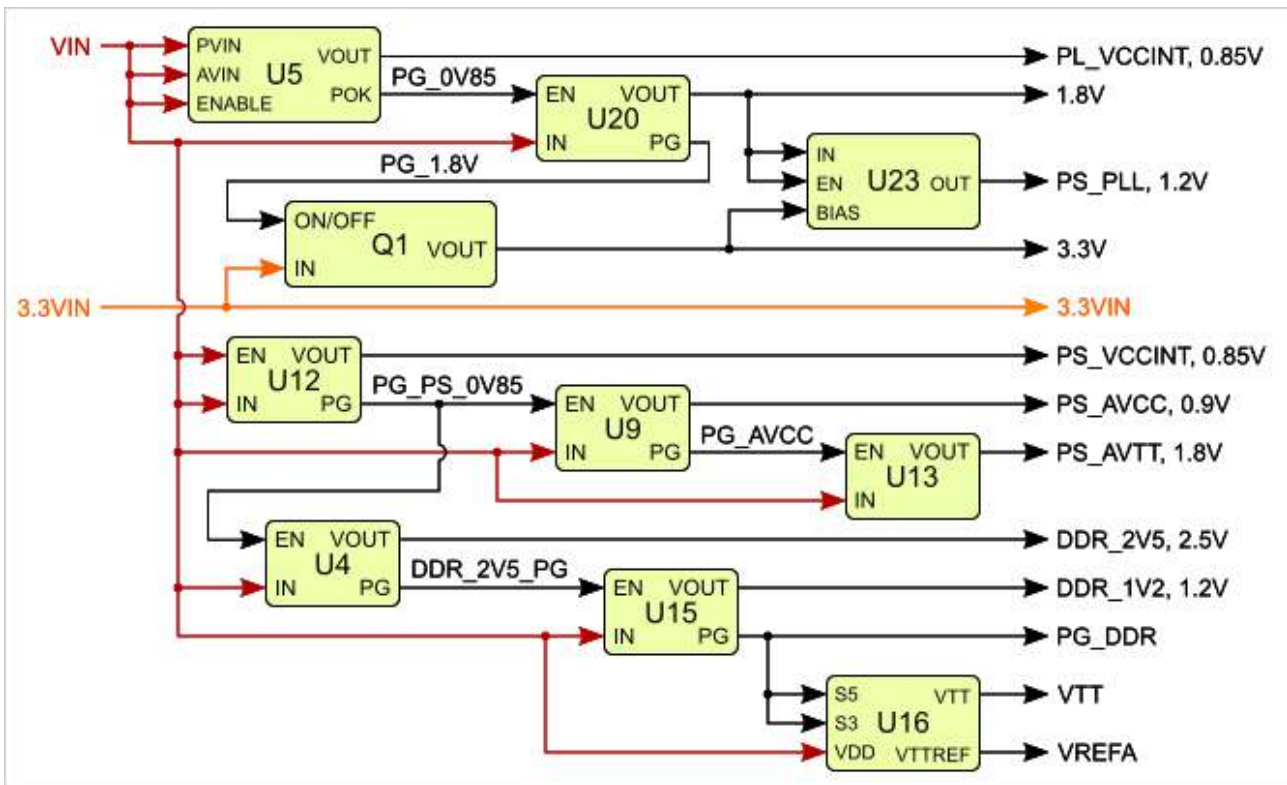 VIN
PVIN
AVIN
ENABLE
U5
VOUT
POK
PG_0V85
PL_VCCINT, 0.85V
EN
IN
U20
VOUT
PG
1.8V
PG_1.8V
IN
EN
BIAS
U23
OUT
PS_PLL, 1.2V
ON/OFF
IN
Q1
VOUT
3.3V
3.3VIN
3.3VIN
EN
IN
U12
VOUT
PG
PS_VCCINT, 0.85V
PG_PS_0V85
EN
IN
U9
VOUT
PG
PS_AVCC, 0.9V
PG_AVCC
EN
IN
U13
VOUT
PS_AVTT, 1.8V
EN
IN
U4
VOUT
PG
DDR_2V5, 2.5V
DDR_2V5_PG
EN
IN
U15
VOUT
PG
DDR_1V2, 1.2V
PG_DDR
S5
S3
VDD
U16
VTT
VTTREF
VTT
VREFA